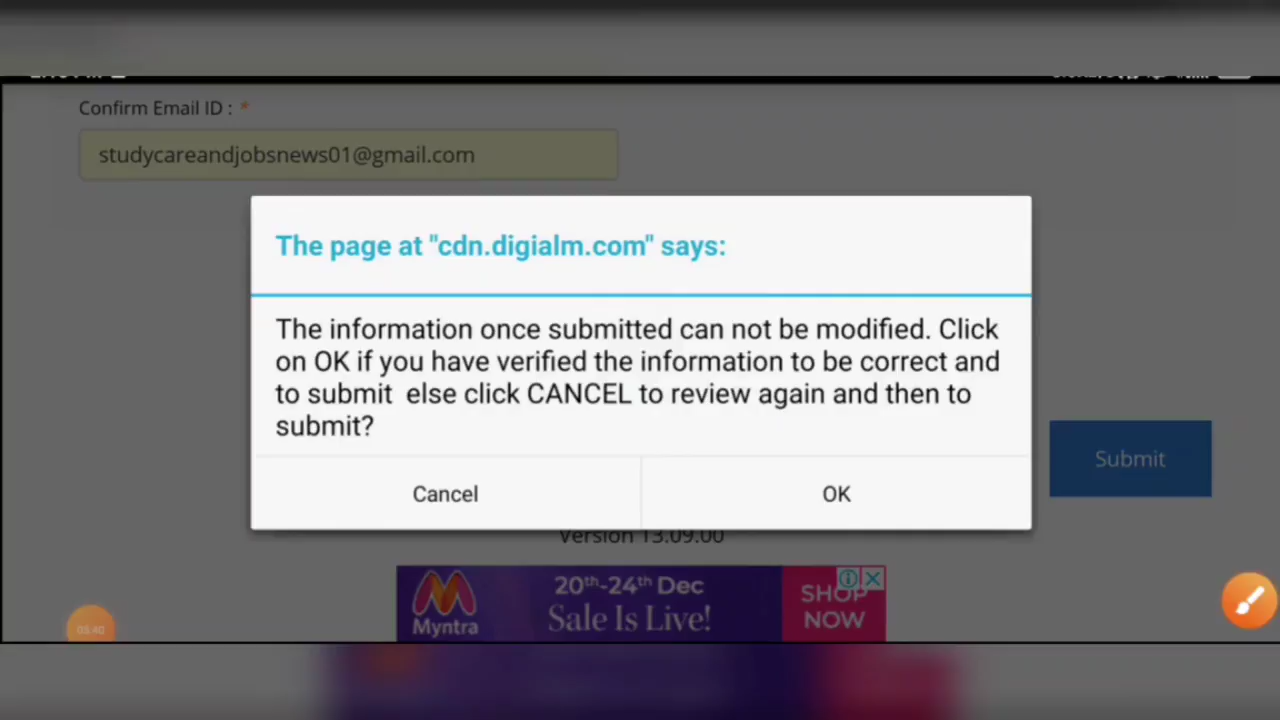 Confirm Email ID : *
studycareandjobsnews01@gmail.com
The page at "cdn.digialm.com" says:
The information once submitted can not be modified. Click
on OK if you have verified the information to be correct and
to submit else click CANCEL to review again and then to
submit?
Submit
Cancel
OK
Version 13.09.00
20th-24th Dec
Sale Is Live!
SHOP
NOW
Myntra
05:40